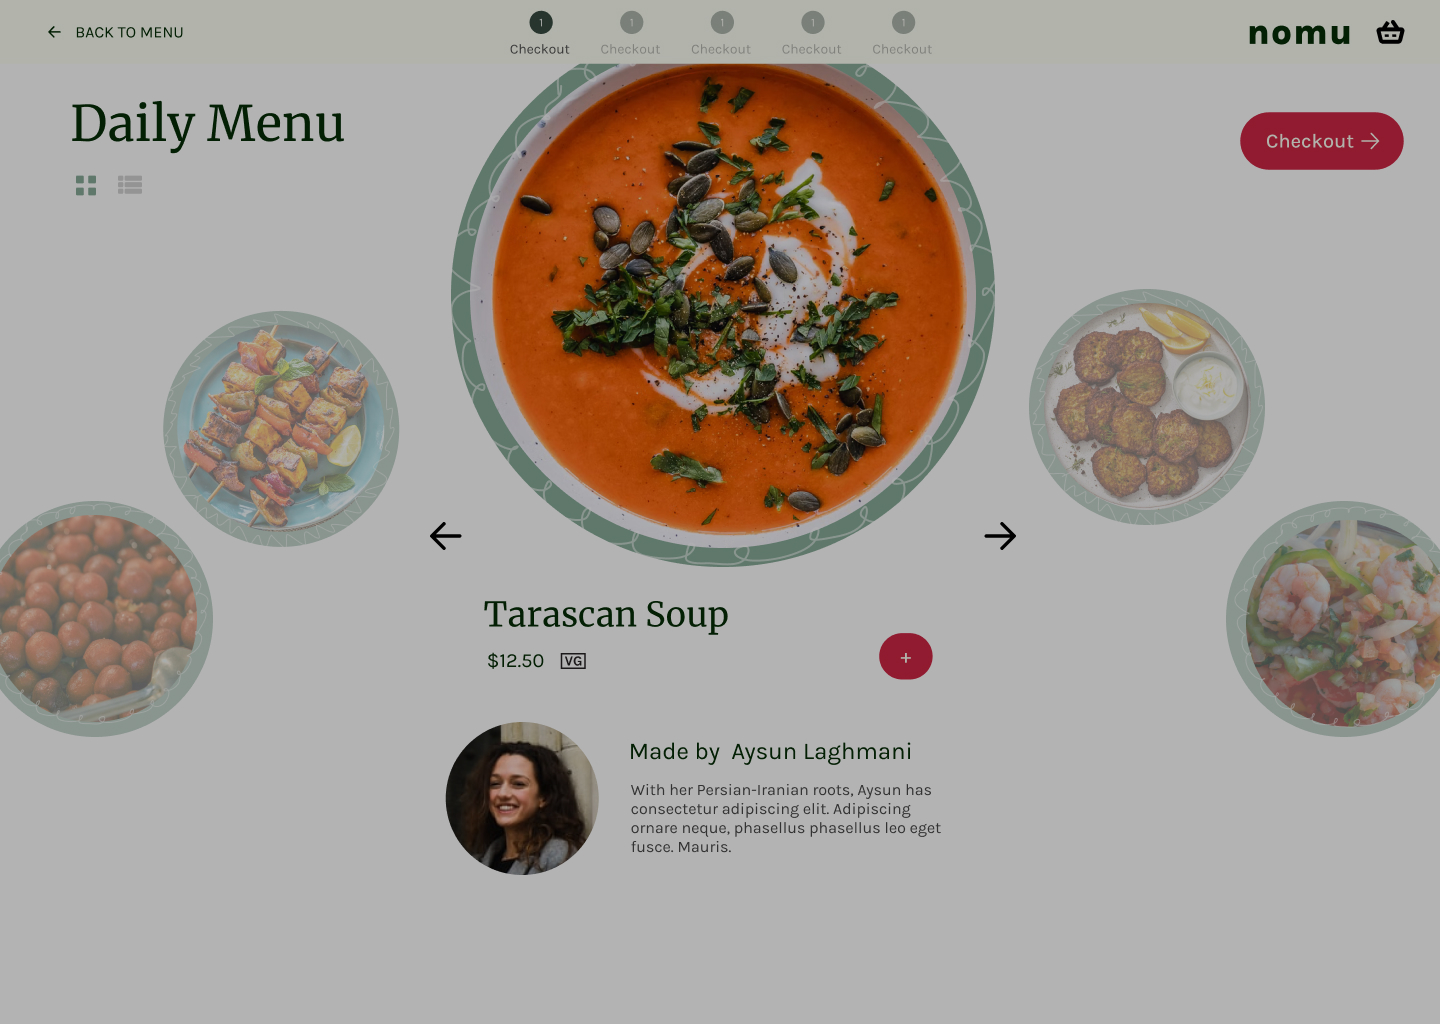 BACK TO MENU
1 1 1 1 1
Checkout Checkout Checkout Checkout Checkout
nomu
Daily Menu
Checkout
Tarascan Soup
$12.50 VG
+
Made by Aysun Laghmani
With her Persian-Iranian roots, Aysun has
consectetur adipiscing elit. Adipiscing
ornare neque, phasellus phasellus leo eget
fusce. Mauris.